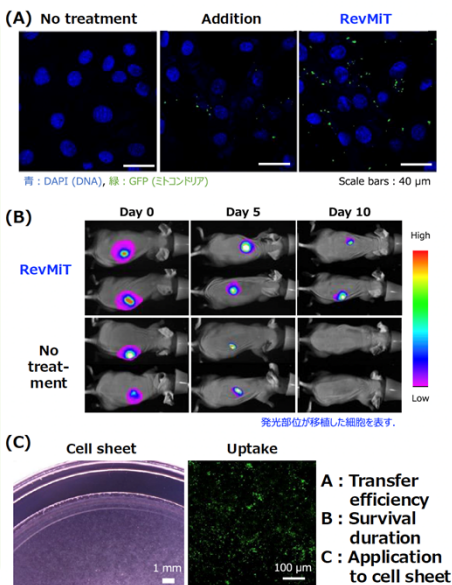 (A) No treatment Addition RevMiT
青：DAPI (DNA), 緑：GFP (ミトコンドリア) Scale bars : 40 μm
(B) Day 0 Day 5 Day 10
RevMiT
No
treat-
ment
High
Low
発光部位が移植した細胞を表す.
(C) Cell sheet Uptake
1 mm
100 μm
A : Transfer
efficiency
B : Survival
duration
C : Application
to cell sheet